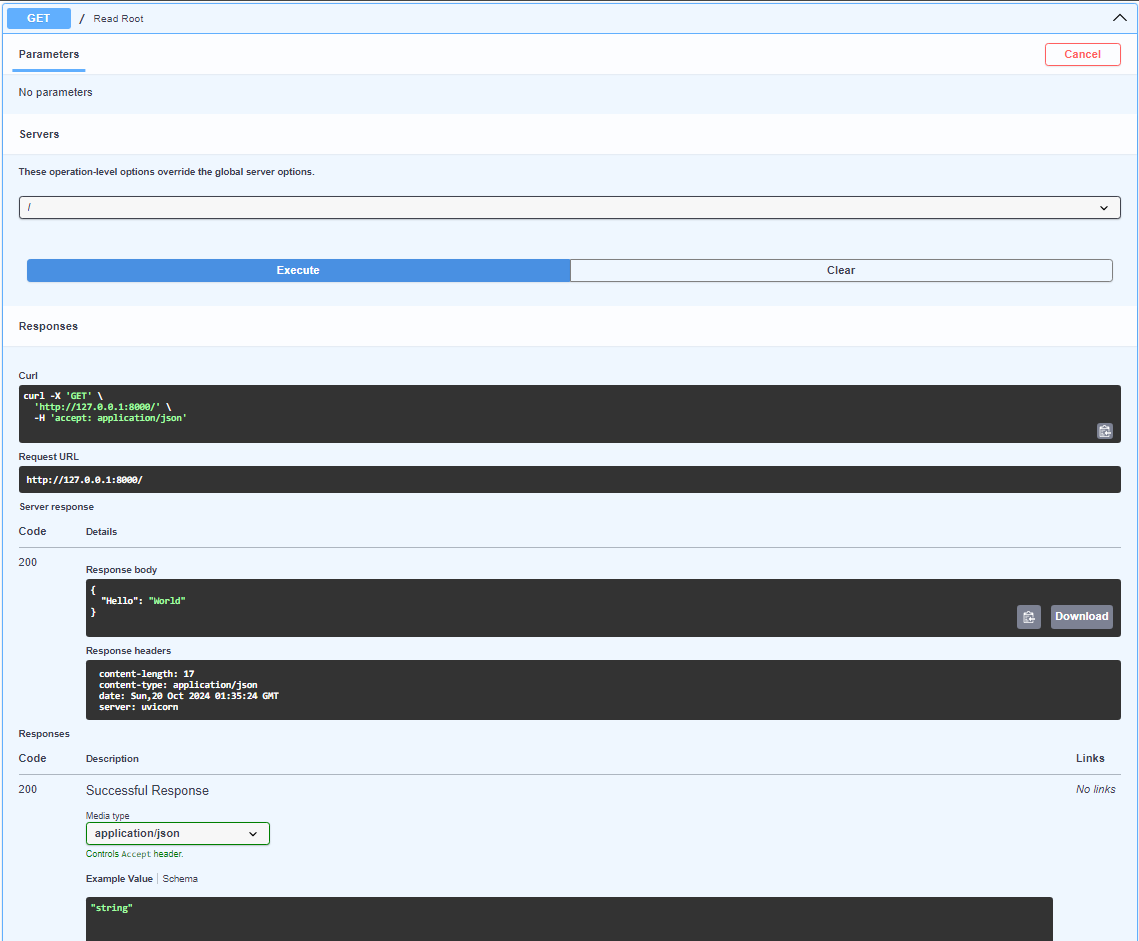 GET / Read Root
Parameters
Cancel
No parameters
Servers
These operation-level options override the global server options.
/
Execute
Clear
Responses
Curl
curl -X 'GET' \
'http://127.0.0.1:8000/' \
-H 'accept: application/json'
Request URL
http://127.0.0.1:8000/
Server response
Code Details
200
Response body
{
"Hello": "World"
}
Download
Response headers
content-length: 17
content-type: application/json
date: Sun,20 Oct 2024 01:35:24 GMT
server: uvicorn
Responses
Code Description Links
200 Successful Response No links
Media type
application/json
Controls Accept header.
Example Value Schema
"string"